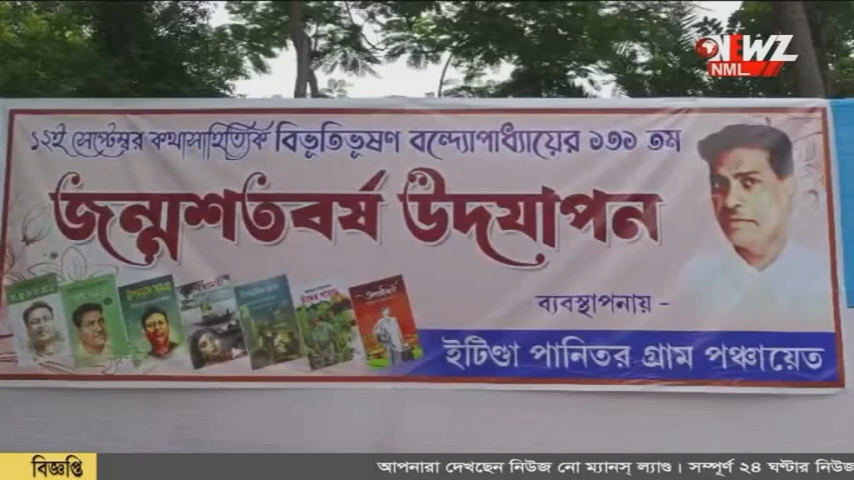 NEWZ
NML
১২ই সেপ্টেম্বর কথাসাহিত্যিক বিভূতিভূষণ বন্দ্যোপাধ্যায়ের ১৩১ তম
জন্মশতবর্ষ উদযাপন
ব্যবস্থাপনায় -
ইটিণ্ডা পানিতর গ্রাম পঞ্চায়েত
বিজ্ঞপ্তি
আপনারা দেখছেন নিউজ নো ম্যানস্ ল্যাণ্ড। সম্পূর্ণ ২৪ ঘণ্টার নিউজ